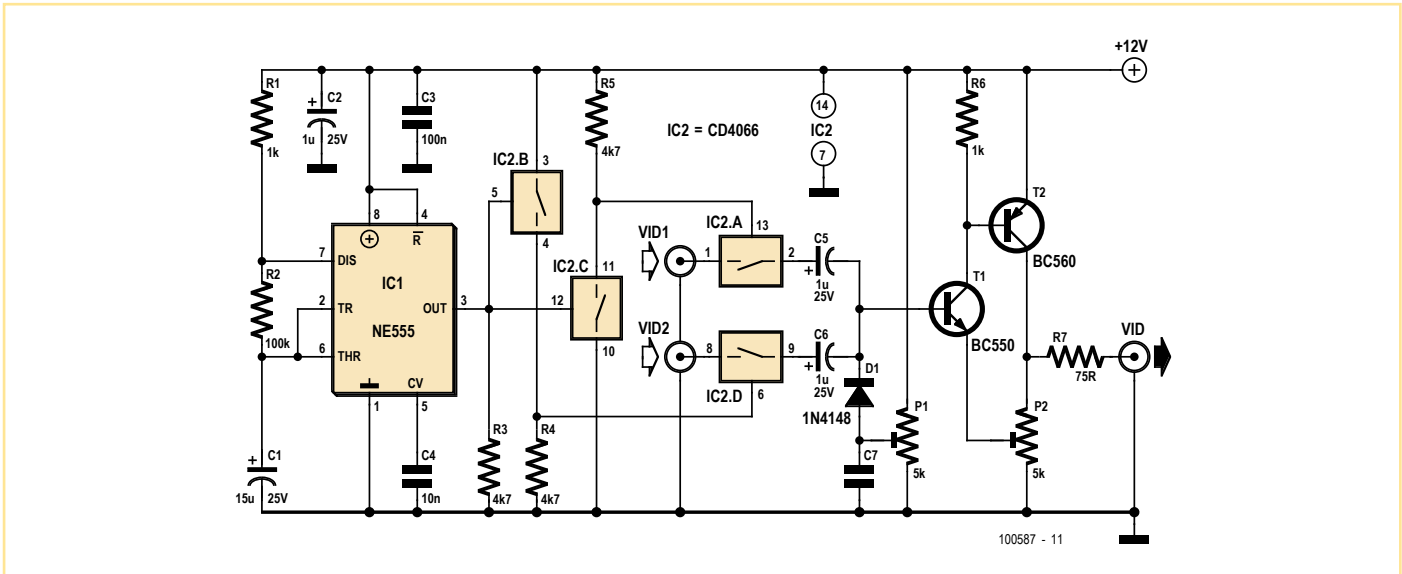 +12V
R1
1k
C2
+
1u 25V
C3
100n
R5
4k7
IC2 = CD4066
14
IC2
7
R6
1k
T2
BC560
IC2.B
3
5
4
8
4
R
7
DIS
IC1
2
TR
OUT
3
NE555
6
THR
CV
1
5
R2
100k
C1
+
15u 25V
C4
10n
R3
4k7
R4
4k7
IC2.C
11
12
10
VID1
IC2.A
13
1
2
C5
+
1u
25V
VID2
8
9
IC2.D
6
C6
+
1u
25V
D1
1N4148
C7
P1
5k
T1
BC550
R7
75R
VID
P2
5k
100587 - 11